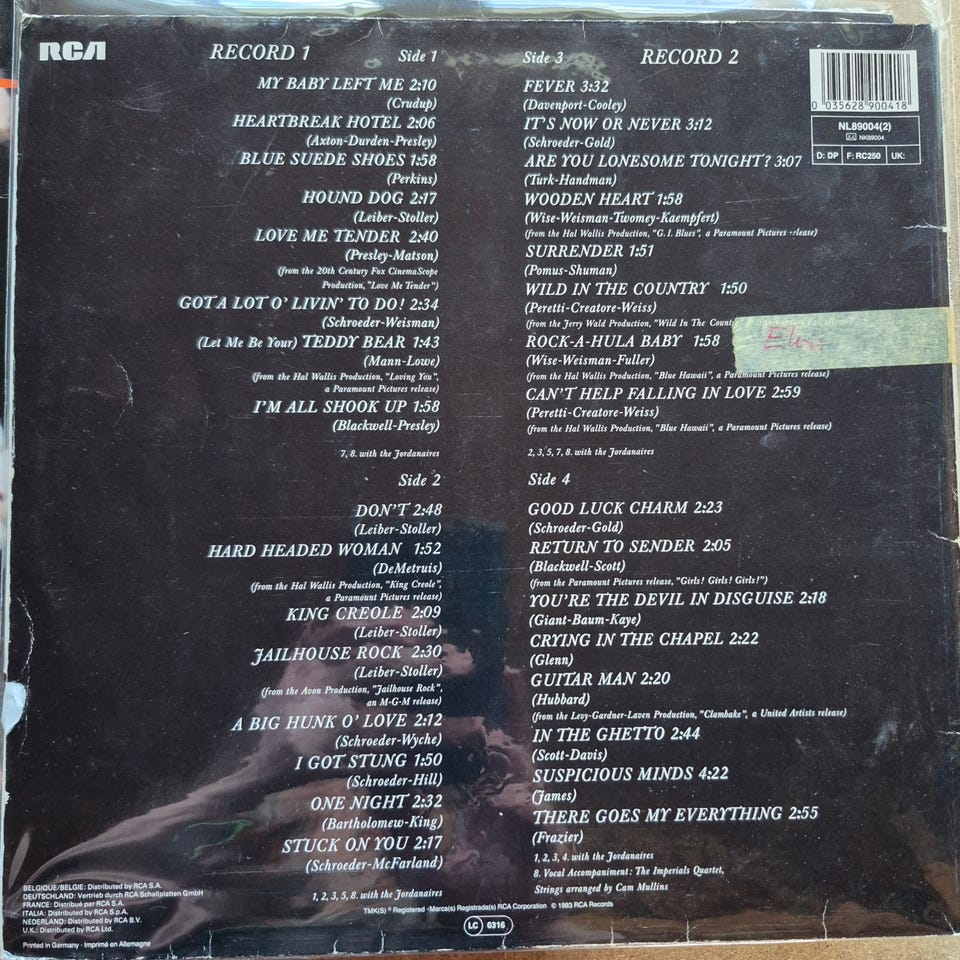 RCA
RECORD 1
Side 1
MY BABY LEFT ME 2:10
(Crudup)
HEARTBREAK HOTEL 2:06
(Axton-Durden-Presley)
BLUE SUEDE SHOES 1:58
(Perkins)
HOUND DOG 2:17
(Leiber-Stoller)
LOVE ME TENDER 2:40
(Presley-Matson)
(from the 20th Century Fox CinemaScope
Production, "Love Me Tender")
GOT A LOT O' LIVIN' TO DO! 2:34
(Schroeder-Weisman)
(Let Me Be Your) TEDDY BEAR 1:43
(Mann-Lowe)
(from the Hal Wallis Production, "Loving You",
a Paramount Pictures release)
I'M ALL SHOOK UP 1:58
(Blackwell-Presley)
7, 8. with the Jordanaires
Side 2
DON'T 2:48
(Leiber-Stoller)
HARD HEADED WOMAN 1:52
(DeMetruis)
(from the Hal Wallis Production, "King Creole",
a Paramount Pictures release)
KING CREOLE 2:09
(Leiber-Stoller)
JAILHOUSE ROCK 2:30
(Leiber-Stoller)
(from the Avon Production, "Jailhouse Rock",
an M-G-M release)
A BIG HUNK O' LOVE 2:12
(Schroeder-Wyche)
I GOT STUNG 1:50
(Schroeder-Hill)
ONE NIGHT 2:32
(Bartholomew-King)
STUCK ON YOU 2:17
(Schroeder-McFarland)
1, 2, 3, 5, 8. with the Jordanaires
Side 3
RECORD 2
FEVER 3:32
(Davenport-Cooley)
IT'S NOW OR NEVER 3:12
(Schroeder-Gold)
ARE YOU LONESOME TONIGHT? 3:07
(Turk-Handman)
WOODEN HEART 1:58
(Wise-Weisman-Twomey-Kaempfert)
(from the Hal Wallis Production, "G.I. Blues", a Paramount Pictures release)
SURRENDER 1:51
(Pomus-Shuman)
WILD IN THE COUNTRY 1:50
(Peretti-Creatore-Weiss)
(from the Jerry Wald Production, "Wild In The
ROCK-A-HULA BABY 1:58
(Wise-Weisman-Fuller)
(from the Hal Wallis Production, "Blue Hawaii", a Paramount Pictures release)
CAN'T HELP FALLING IN LOVE 2:59
(Peretti-Creatore-Weiss)
(from the Hal Wallis Production, "Blue Hawaii", a Paramount Pictures release)
2, 3, 5, 7, 8. with the Jordanaires
Side 4
GOOD LUCK CHARM 2:23
(Schroeder-Gold)
RETURN TO SENDER 2:05
(Blackwell-Scott)
(from the Paramount Pictures release, "Girls! Girls! Girls!")
YOU'RE THE DEVIL IN DISGUISE 2:18
(Giant-Baum-Kaye)
CRYING IN THE CHAPEL 2:22
(Glenn)
GUITAR MAN 2:20
(Hubbard)
(from the Levy-Gardner-Laven Production, "Clambake", a United Artists release)
IN THE GHETTO 2:44
(Scott-Davis)
SUSPICIOUS MINDS 4:22
(James)
THERE GOES MY EVERYTHING 2:55
(Frazier)
1, 2, 3, 4. with the Jordanaires
8. Vocal Accompaniment: The Imperials Quartet,
Strings arranged by Cam Mullins
0 035628 900418
NL89004(2)
NK89004
D: DP F: RC250 UK:
Elvis
BELGIQUE/BELGIE: Distributed by RCA S.A.
DEUTSCHLAND: Vertrieb durch RCA Schallplatten GmbH
FRANCE: Distribué par RCA S.A.
ITALIA: Distributed by RCA S.p.A.
NEDERLAND: Distributed by RCA B.V.
U.K.: Distributed by RCA Ltd.
Printed in Germany · Imprimé en Allemagne
TMK(S) ® Registered · Marca(s) Registrada(s) RCA Corporation © 1983 RCA Records
LC 0316